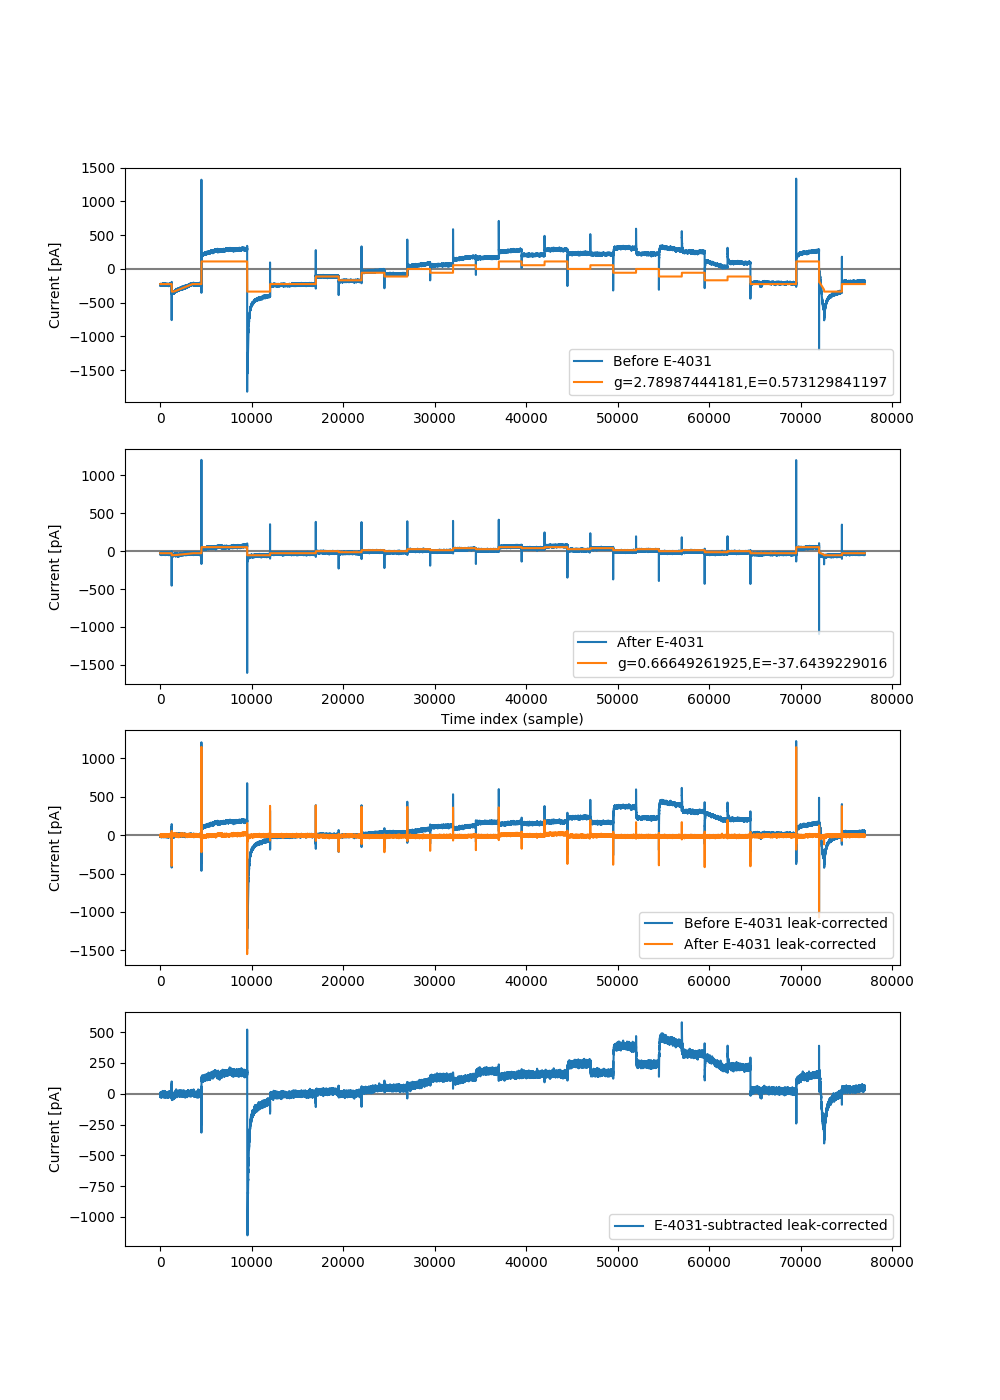 1500
1000
500
0
−500
−1000
−1500
Current [pA]
Before E-4031
g=2.78987444181,E=0.573129841197
0 10000 20000 30000 40000 50000 60000 70000 80000
1000
500
0
−500
−1000
−1500
Current [pA]
After E-4031
g=0.66649261925,E=-37.6439229016
0 10000 20000 30000 40000 50000 60000 70000 80000
Time index (sample)
1000
500
0
−500
−1000
−1500
Current [pA]
Before E-4031 leak-corrected
After E-4031 leak-corrected
0 10000 20000 30000 40000 50000 60000 70000 80000
500
250
0
−250
−500
−750
−1000
Current [pA]
E-4031-subtracted leak-corrected
0 10000 20000 30000 40000 50000 60000 70000 80000